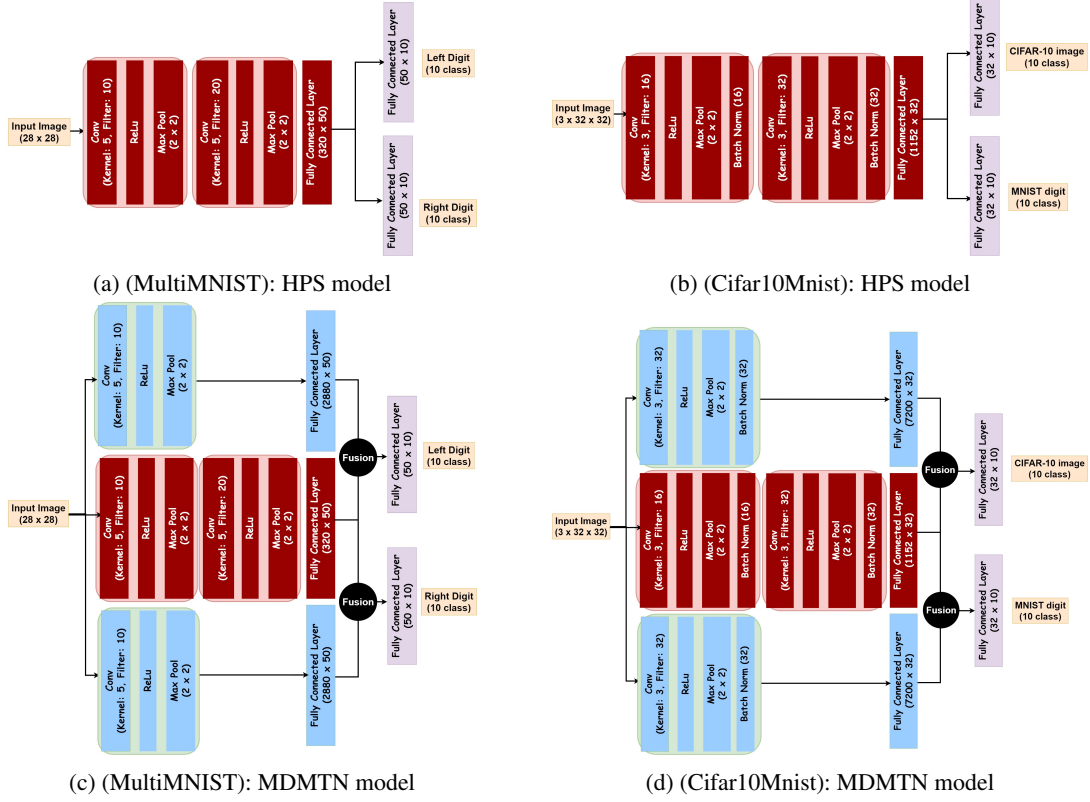 Input Image
(28 x 28)
Conv
(Kernel: 5, Filter: 10)
ReLu
Max Pool
(2 x 2)
Conv
(Kernel: 5, Filter: 20)
ReLu
Max Pool
(2 x 2)
Fully Connected Layer
(320 x 50)
Fully Connected Layer
(50 x 10)
Left Digit
(10 class)
Fully Connected Layer
(50 x 10)
Right Digit
(10 class)
(a) (MultiMNIST): HPS model
Input Image
(3 x 32 x 32)
Conv
(Kernel: 3, Filter: 16)
ReLu
Max Pool
(2 x 2)
Batch Norm (16)
Conv
(Kernel: 3, Filter: 32)
ReLu
Max Pool
(2 x 2)
Batch Norm (32)
Fully Connected Layer
(1152 x 32)
Fully Connected Layer
(32 x 10)
CIFAR-10 image
(10 class)
Fully Connected Layer
(32 x 10)
MNIST digit
(10 class)
(b) (Cifar10Mnist): HPS model
Conv
(Kernel: 5, Filter: 10)
ReLu
Max Pool
(2 x 2)
Fully Connected Layer
(2880 x 50)
Input Image
(28 x 28)
Conv
(Kernel: 5, Filter: 10)
ReLu
Max Pool
(2 x 2)
Conv
(Kernel: 5, Filter: 20)
ReLu
Max Pool
(2 x 2)
Fully Connected Layer
(320 x 50)
Fusion
Fully Connected Layer
(50 x 10)
Left Digit
(10 class)
Fusion
Fully Connected Layer
(50 x 10)
Right Digit
(10 class)
Conv
(Kernel: 5, Filter: 10)
ReLu
Max Pool
(2 x 2)
Fully Connected Layer
(2880 x 50)
(c) (MultiMNIST): MDMTN model
Conv
(Kernel: 3, Filter: 32)
ReLu
Max Pool
(2 x 2)
Batch Norm (32)
Fully Connected Layer
(7200 x 32)
Input Image
(3 x 32 x 32)
Conv
(Kernel: 3, Filter: 16)
ReLu
Max Pool
(2 x 2)
Batch Norm (16)
Conv
(Kernel: 3, Filter: 32)
ReLu
Max Pool
(2 x 2)
Batch Norm (32)
Fully Connected Layer
(1152 x 32)
Fusion
Fully Connected Layer
(32 x 10)
CIFAR-10 image
(10 class)
Fusion
Fully Connected Layer
(32 x 10)
MNIST digit
(10 class)
Conv
(Kernel: 3, Filter: 32)
ReLu
Max Pool
(2 x 2)
Batch Norm (32)
Fully Connected Layer
(7200 x 32)
(d) (Cifar10Mnist): MDMTN model